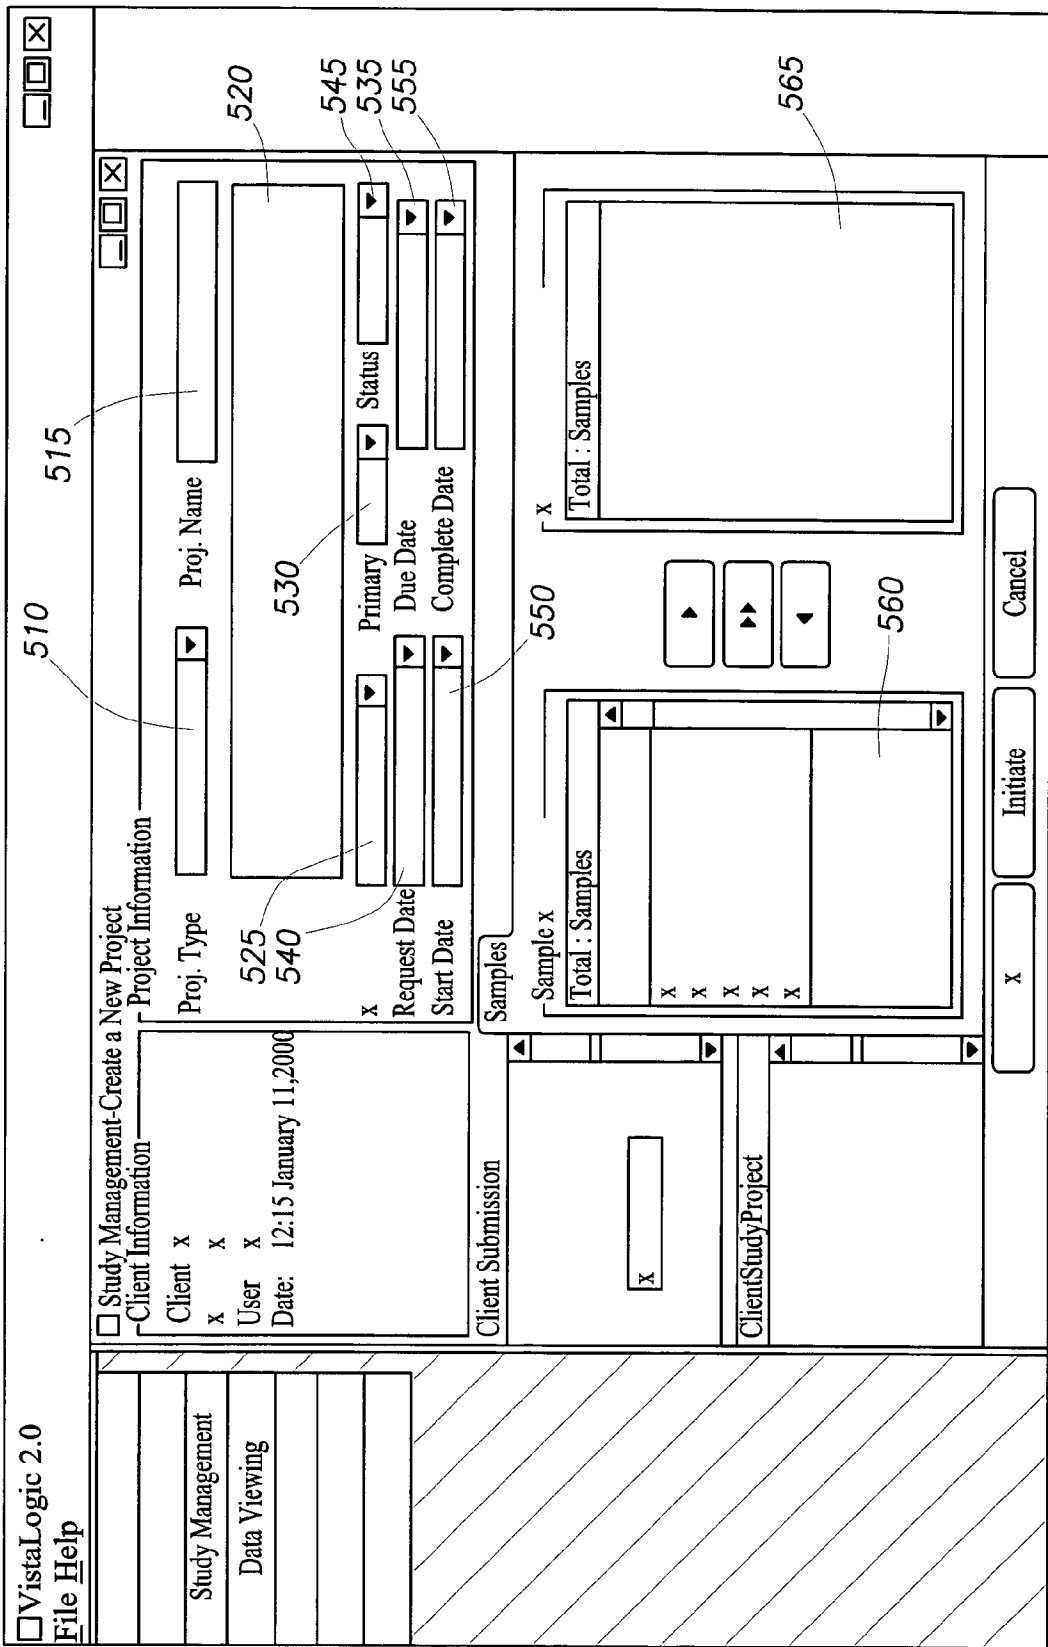 VistaLogic 2.0
File Help
Study Management
Data Viewing
Study Management-Create a New Project
Client Information
Client x
x x
User x
Date: 12:15 January 11,2000
Project Information
Proj. Type
510
Proj. Name
515
520
525
540
530
545
535
555
x
Primary
Status
Request Date
Due Date
Start Date
Complete Date
550
Client Submission
x
ClientStudyProject
Samples
Sample x
Total : Samples
x
x
x
x
x
560
x
Total : Samples
565
x
Initiate
Cancel